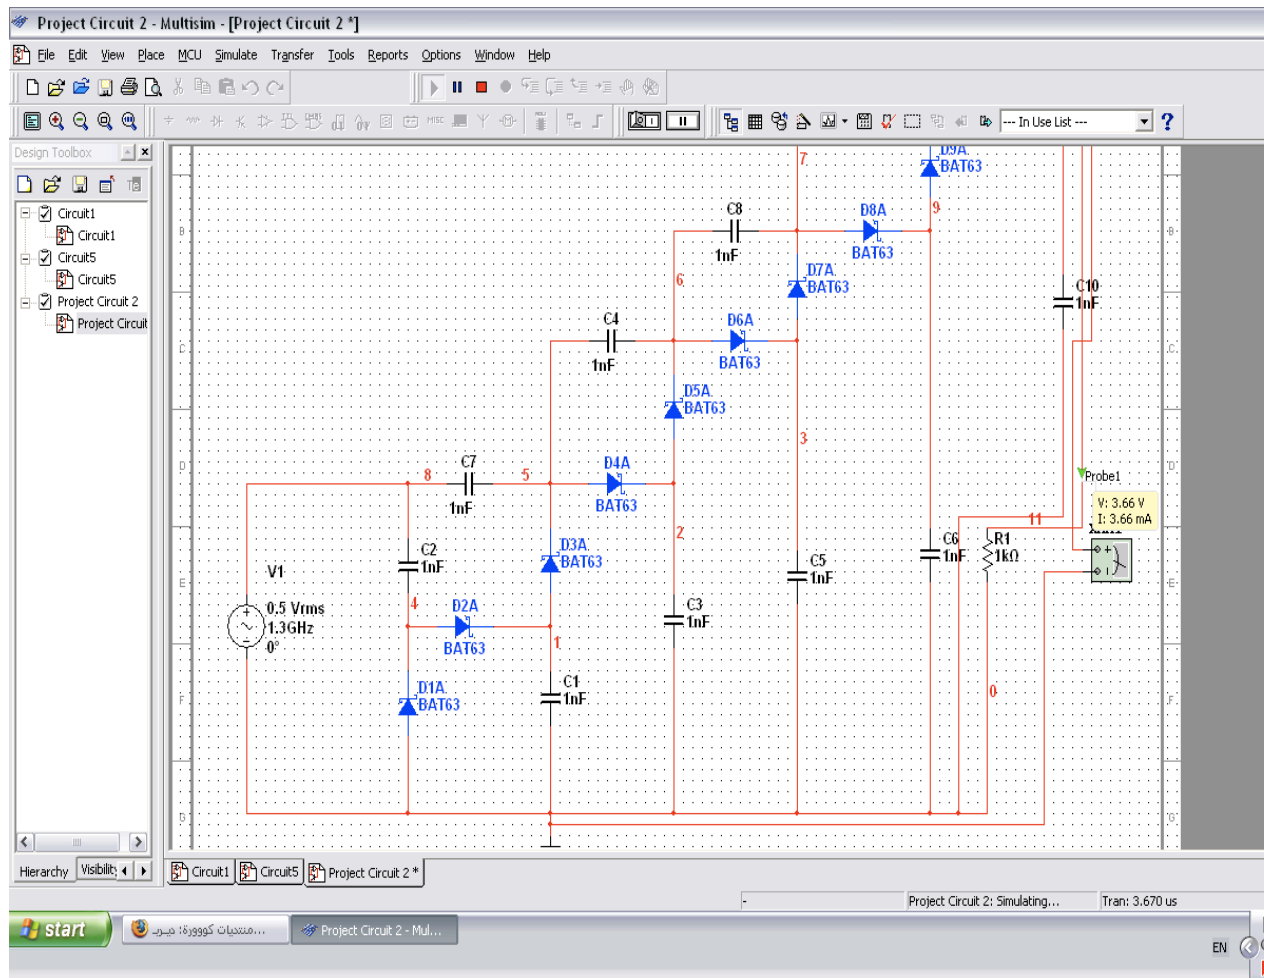 Project Circuit 2 - Multisim - [Project Circuit 2 *]
File Edit View Place MCU Simulate Transfer Tools Reports Options Window Help
MISC
--- In Use List ---
?
Design Toolbox
Circuit1
Circuit1
Circuit5
Circuit5
Project Circuit 2
Project Circuit
Hierarchy
7
D9A
C8
D8A
9
B
B
1nF
BAT63
6
D7A
BAT63
C10
1nF
C4
D6A
C
C
1nF
BAT63
D5A
BAT63
3
8
C7
5
D4A
D
D
Probe1
1nF
BAT63
V: 3.66 V
I: 3.66 mA
11
2
C2
1nF
D3A
BAT63
C6
1nF
R1
1kΩ
C5
1nF
V1
E
E
4
D2A
C3
1nF
0.5 Vrms
1.3GHz
0°
BAT63
1
D1A
BAT63
C1
1nF
0
F
F
G
G
Circuit1 Circuit5 Project Circuit 2 *
-
Project Circuit 2: Simulating...
Tran: 3.670 us
start
منتديات كووورة: ديربـ...
Project Circuit 2 - Mul...
EN